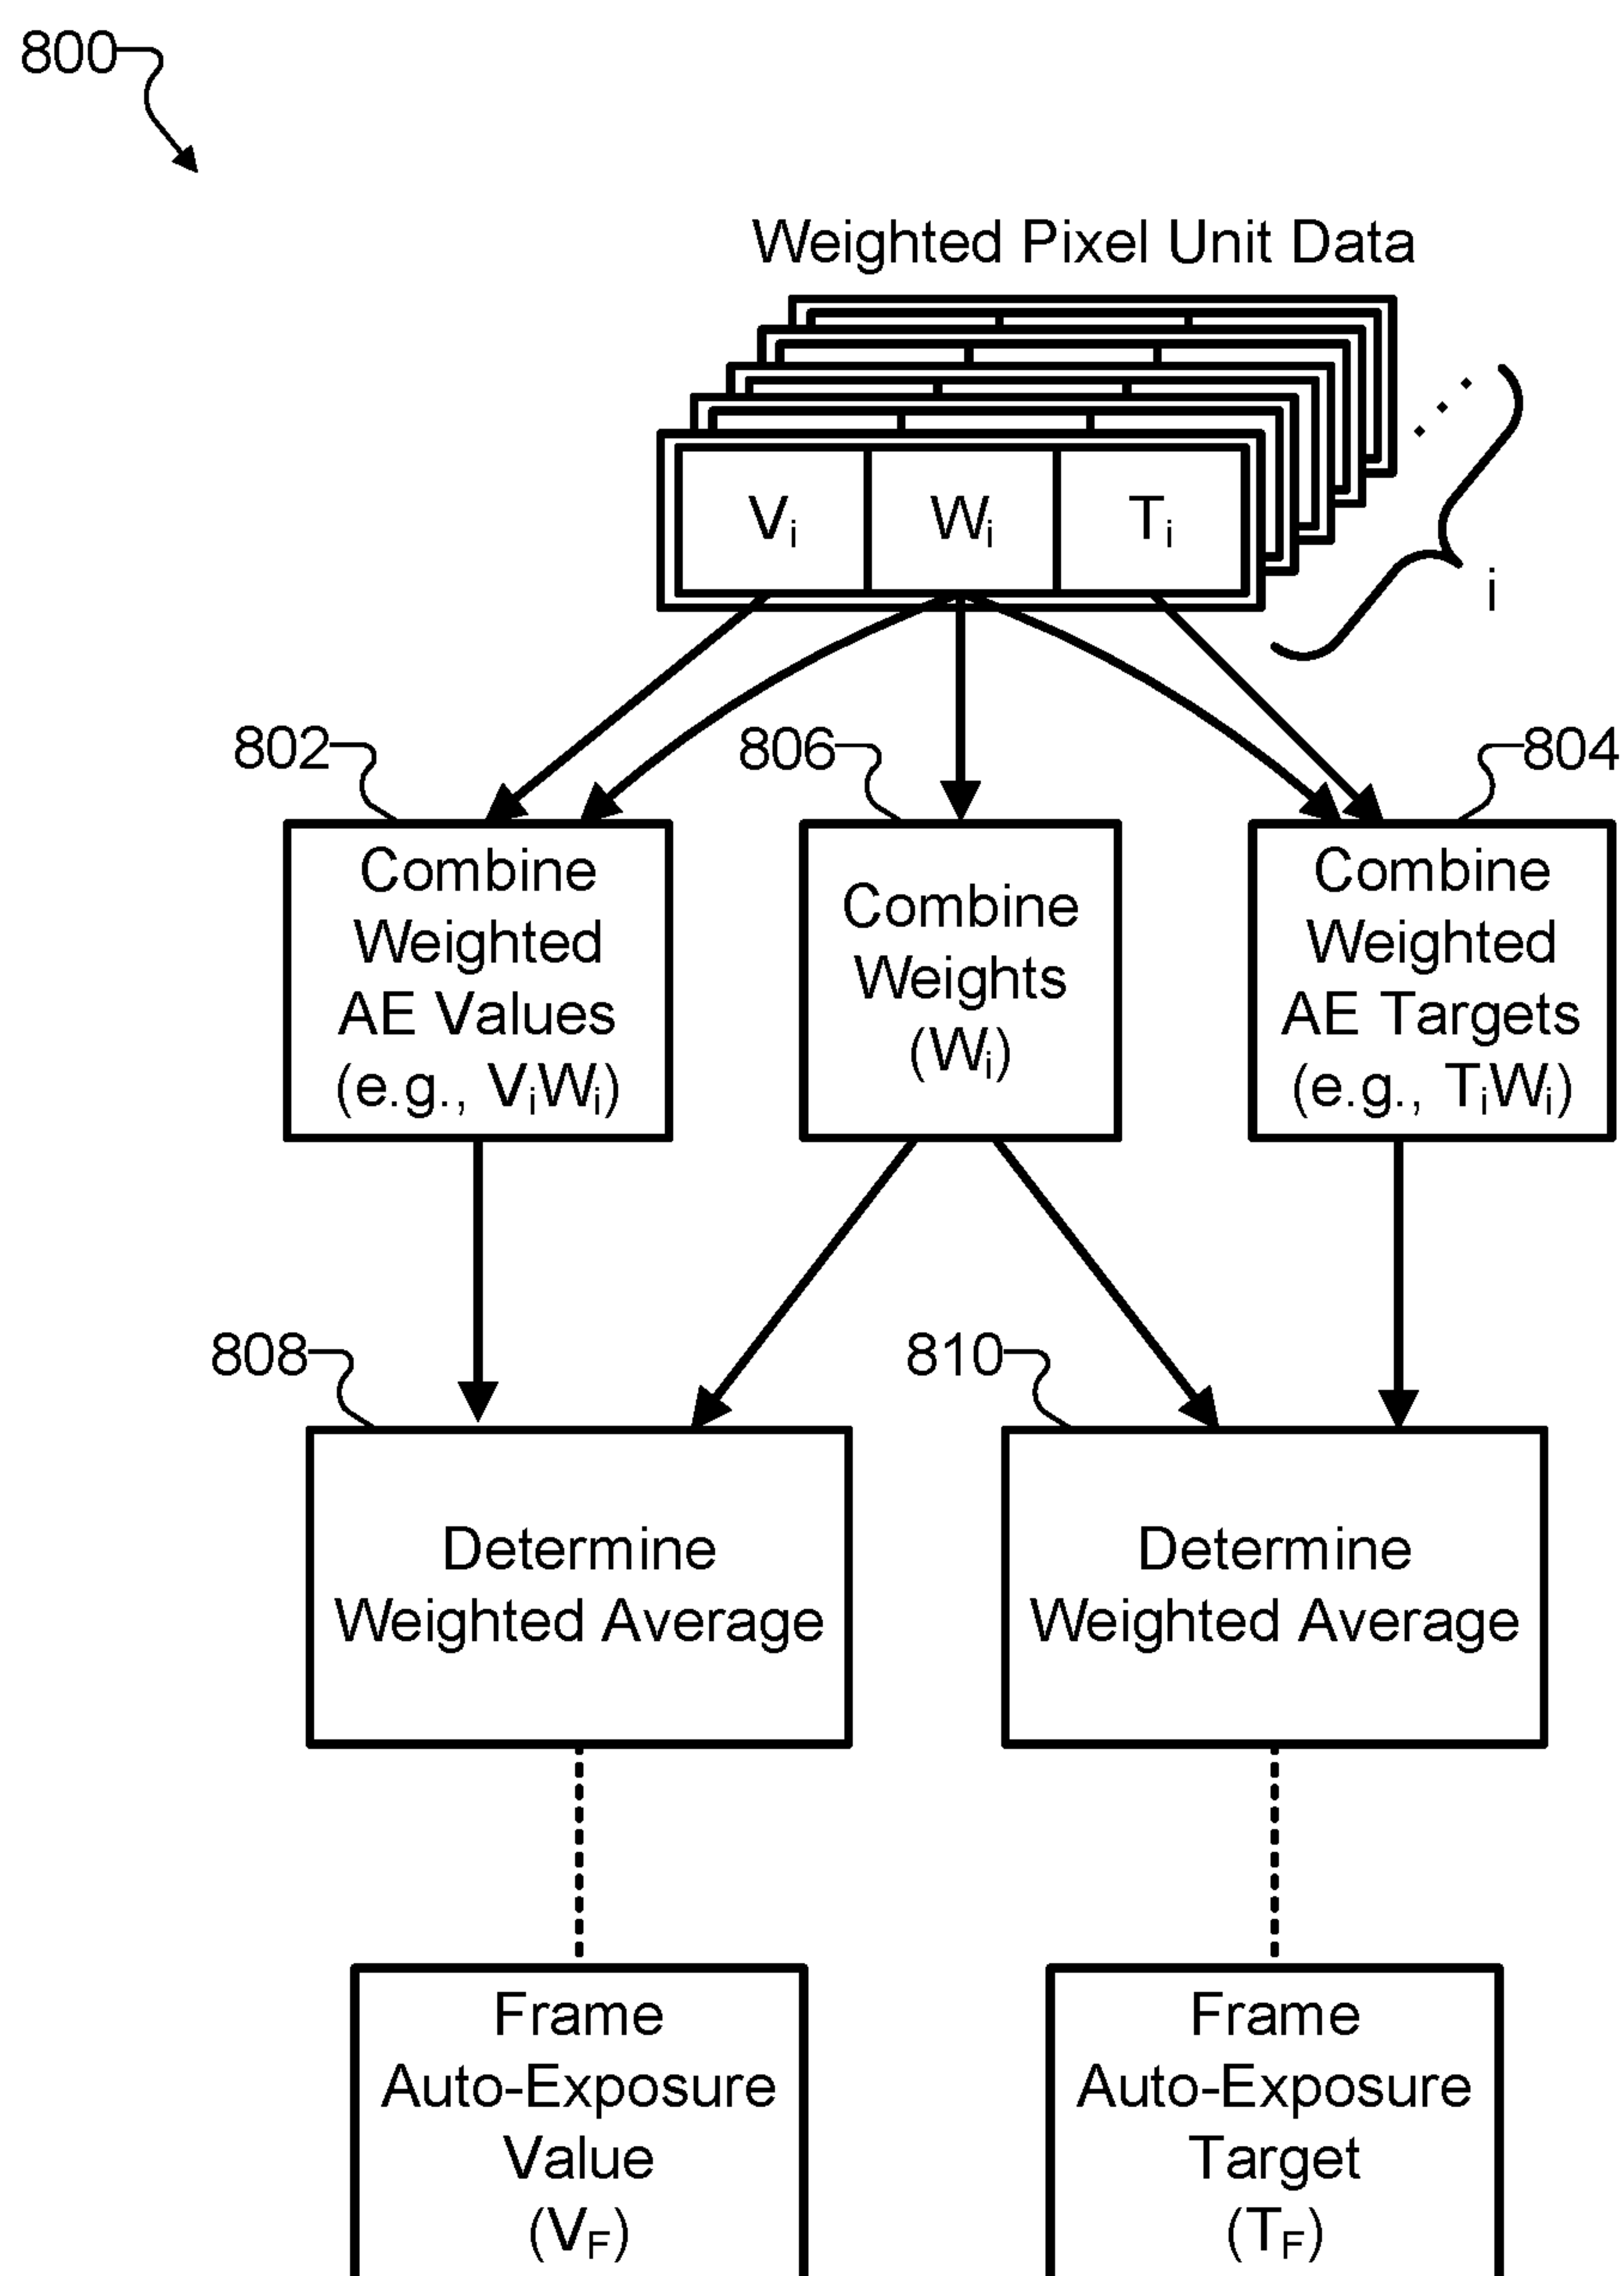 800
Weighted Pixel Unit Data
Vi Wi Ti
i
802
806
804
Combine
Weighted
AE Values
(e.g., ViWi)
Combine
Weights
(Wi)
Combine
Weighted
AE Targets
(e.g., TiWi)
808
810
Determine
Weighted Average
Determine
Weighted Average
Frame
Auto-Exposure
Value
(VF)
Frame
Auto-Exposure
Target
(TF)